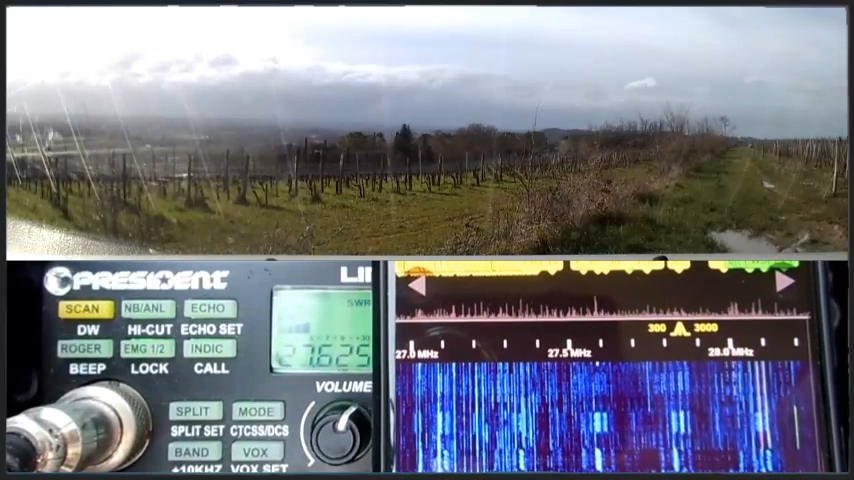 PRESIDENT
LI
SCAN NB/ANL ECHO
DW HI-CUT ECHO SET
ROGER EMG 1/2 INDIC
BEEP LOCK CALL
SWR
27.625
VOLUME
SPLIT MODE
SPLIT SET CTCSS/DCS
BAND VOX
+10KHZ VOX SET
300 3000
27.0 MHz 27.5 MHz 28.0 MHz